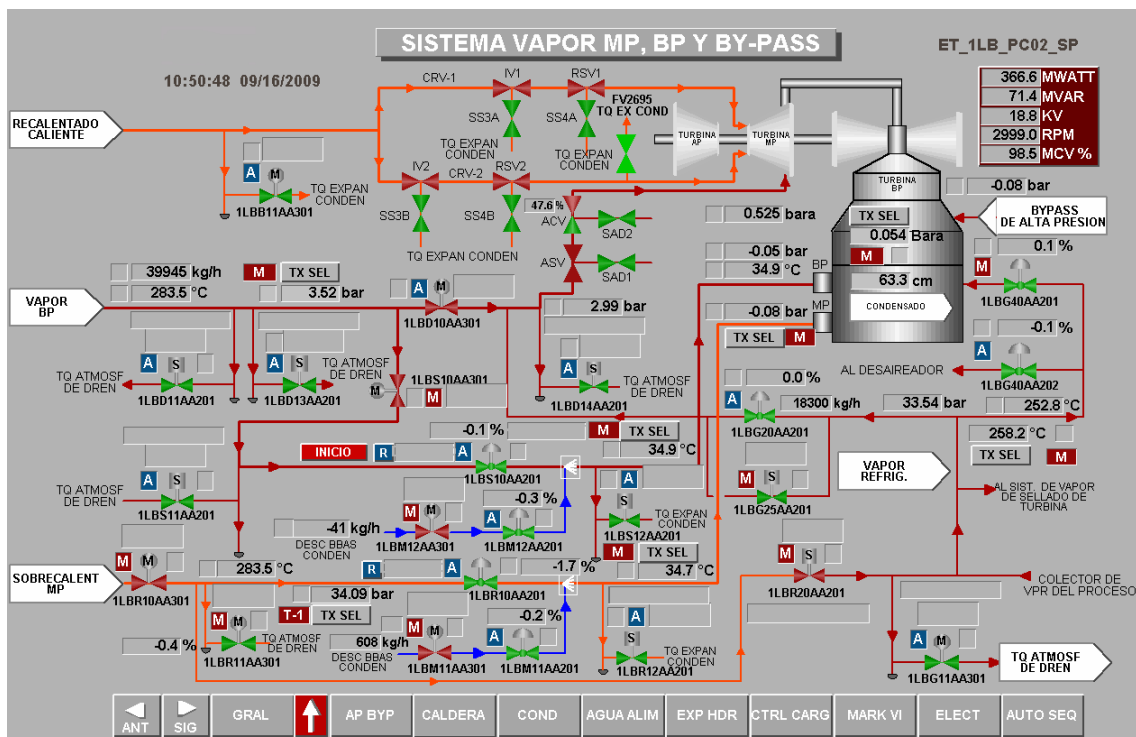 SISTEMA VAPOR MP, BP Y BY-PASS
ET_1LB_PC02_SP
10:50:48 09/16/2009
366.6 MWATT
71.4 MVAR
18.8 KV
2999.0 RPM
98.5 MCV %
CRV-1
IV1
RSV1
FV2695
TQ EX COND
RECALENTADO
CALIENTE
SS3A
SS4A
TQ EXPAN
CONDEN
TQ EXPAN
CONDEN
TURBINA
AP
TURBINA
MP
A
M
TQ EXPAN
CONDEN
1LBB11AA301
IV2
CRV-2
RSV2
SS3B
SS4B
TQ EXPAN CONDEN
47.6 %
ACV
SAD2
ASV
SAD1
TURBINA
BP
-0.08 bar
BYPASS
DE ALTA PRESION
0.525 bara
TX SEL
0.054 Bara
M
-0.05 bar
34.9 °C
BP
63.3 cm
0.1 %
M
1LBG40AA201
CONDENSADO
MP
-0.08 bar
TX SEL
M
-0.1 %
A
1LBG40AA202
AL DESAIREADOR
39945 kg/h
283.5 °C
M
TX SEL
3.52 bar
VAPOR
BP
A
M
1LBD10AA301
2.99 bar
A
S
TQ ATMOSF
DE DREN
1LBD11AA201
A
S
TQ ATMOSF
DE DREN
1LBD13AA201
1LBS10AA301
M
M
A
S
TQ ATMOSF
DE DREN
1LBD14AA201
0.0 %
A
18300 kg/h
1LBG20AA201
33.54 bar
252.8 °C
258.2 °C
TX SEL
M
-0.1 %
M
TX SEL
34.9 °C
INICIO
R
A
1LBS10AA201
A
S
TQ ATMOSF
DE DREN
1LBS11AA201
VAPOR
REFRIG.
M
S
1LBG25AA201
AL SIST. DE VAPOR
DE SELLADO DE
TURBINA
-41 kg/h
DESC BBAS
CONDEN
M
M
1LBM12AA301
-0.3 %
A
1LBM12AA201
A
S
TQ EXPAN
CONDEN
1LBS12AA201
M
TX SEL
34.7 °C
SOBRECALENT
MP
M
M
1LBR10AA301
283.5 °C
R
A
-1.7 %
1LBR10AA201
34.09 bar
T-1
TX SEL
M
S
1LBR20AA201
COLECTOR DE
VPR DEL PROCESO
-0.4 %
M
M
TQ ATMOSF
DE DREN
1LBR11AA301
608 kg/h
DESC BBAS
CONDEN
M
M
1LBM11AA301
-0.2 %
A
1LBM11AA201
A
S
TQ EXPAN
CONDEN
1LBR12AA201
A
M
1LBG11AA301
TQ ATMOSF
DE DREN
ANT
SIG
GRAL
AP BYP
CALDERA
COND
AGUA ALIM
EXP HDR
CTRL CARG
MARK VI
ELECT
AUTO SEQ